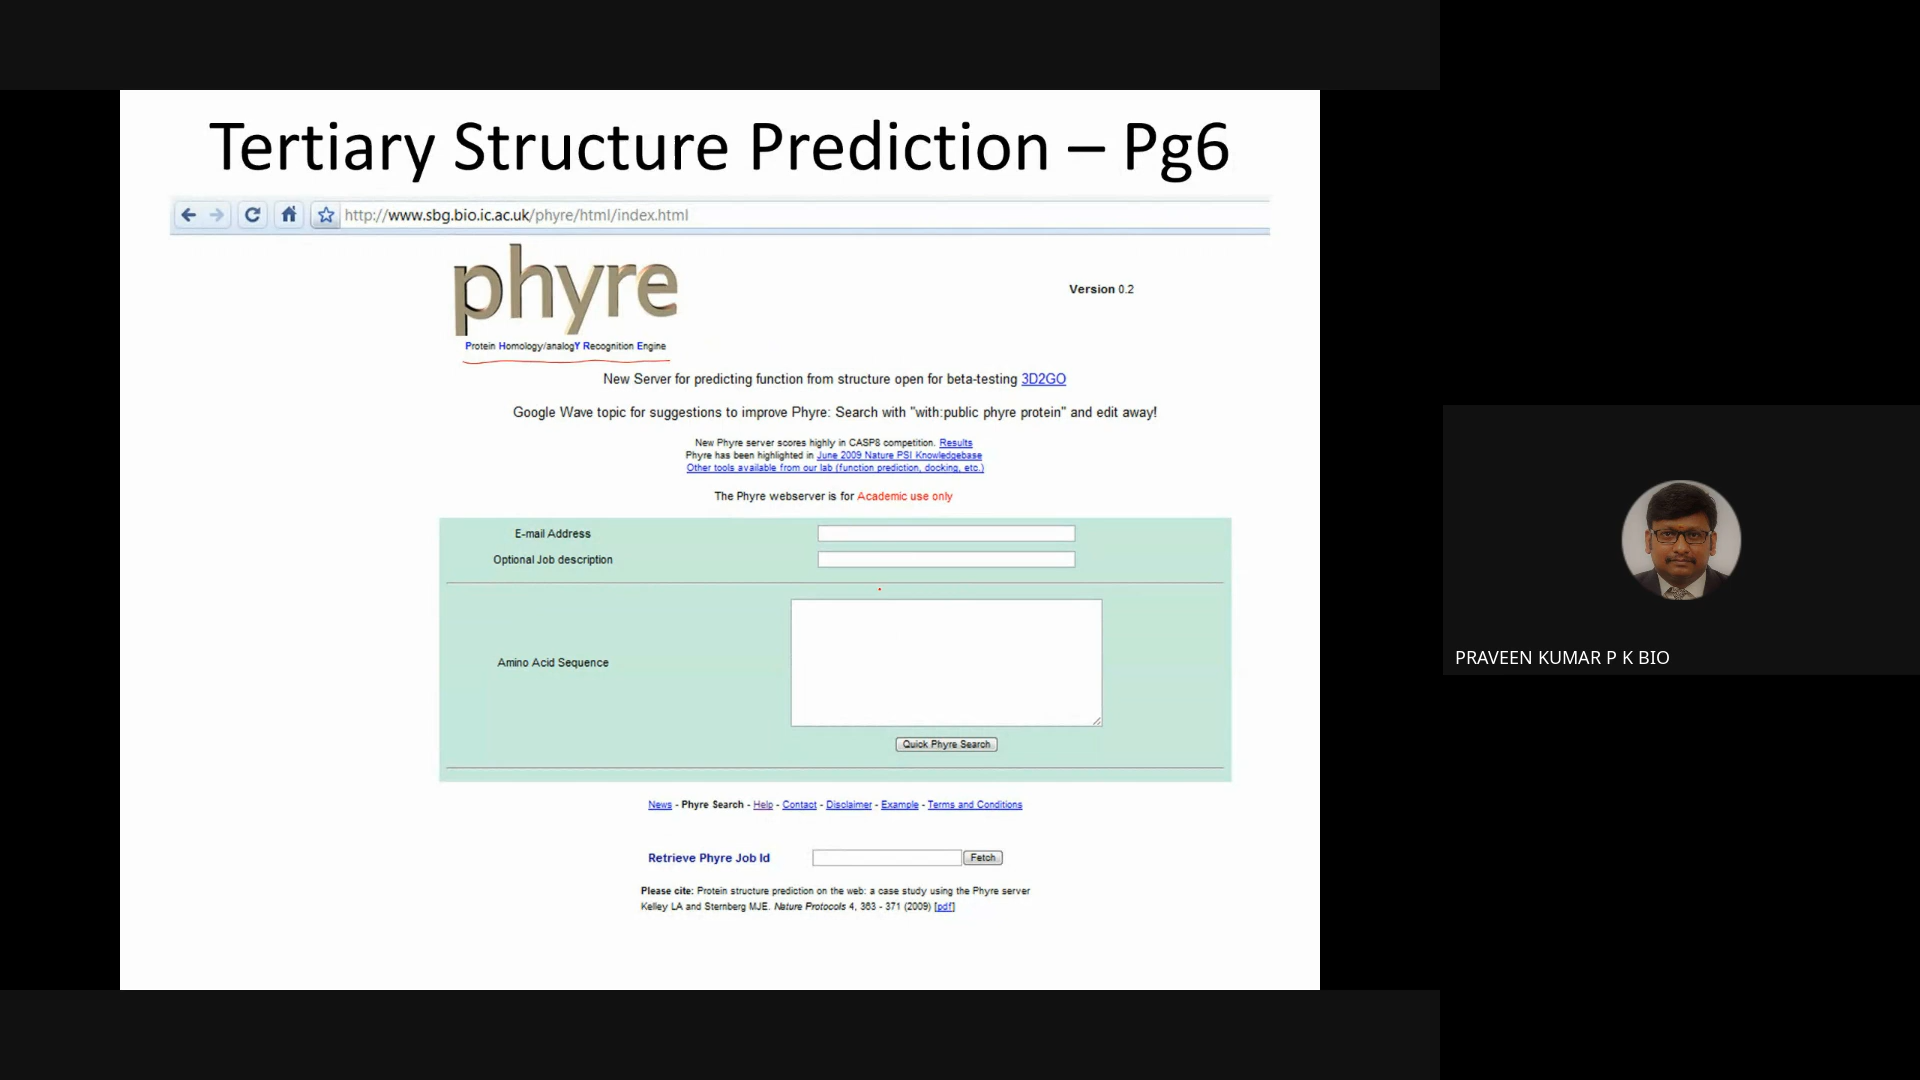 Tertiary Structure Prediction – Pg6
http://www.sbg.bio.ic.ac.uk/phyre/html/index.html
phyre
Version 0.2
Protein Homology/analogY Recognition Engine
New Server for predicting function from structure open for beta-testing 3D2GO
Google Wave topic for suggestions to improve Phyre: Search with "with:public phyre protein" and edit away!
New Phyre server scores highly in CASP8 competition. Results
Phyre has been highlighted in June 2009 Nature PSI Knowledgebase
Other tools available from our lab (function prediction, docking, etc.)
The Phyre webserver is for Academic use only
E-mail Address
Optional Job description
Amino Acid Sequence
Quick Phyre Search
News - Phyre Search - Help - Contact - Disclaimer - Example - Terms and Conditions
Retrieve Phyre Job Id
Fetch
Please cite: Protein structure prediction on the web: a case study using the Phyre server
Kelley LA and Sternberg MJE. Nature Protocols 4, 363 - 371 (2009) [pdf]
PRAVEEN KUMAR P K BIO